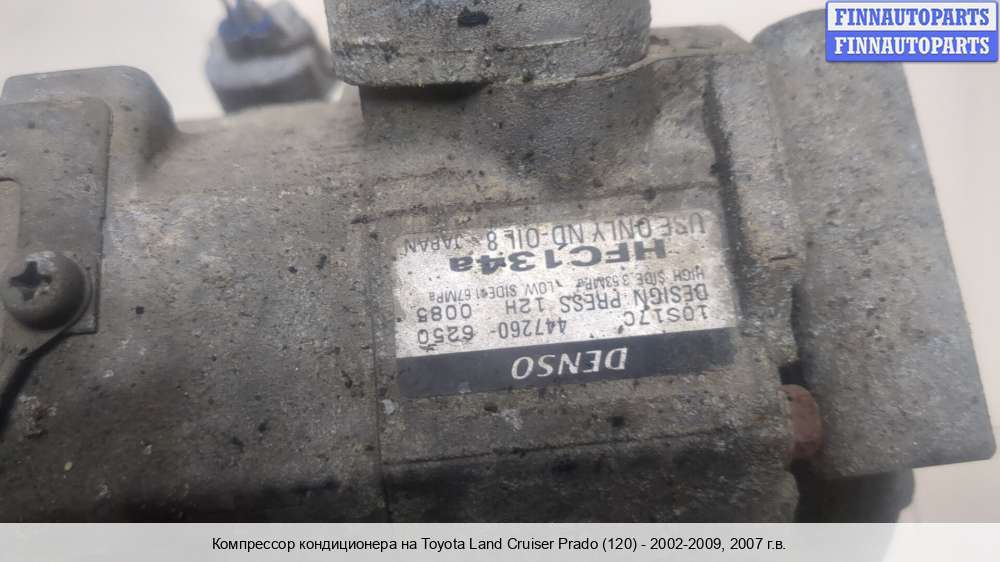 FINNAUTOPARTS
FINNAUTOPARTS
DENSO
447260-6250
10S17C 12H 0085
DESIGN PRESS
HIGH SIDE 3.53MPa LOW SIDE 1.67MPa
HFC134a
USE ONLY ND-OIL 8 JAPAN
Компрессор кондиционера на Toyota Land Cruiser Prado (120) - 2002-2009, 2007 г.в.